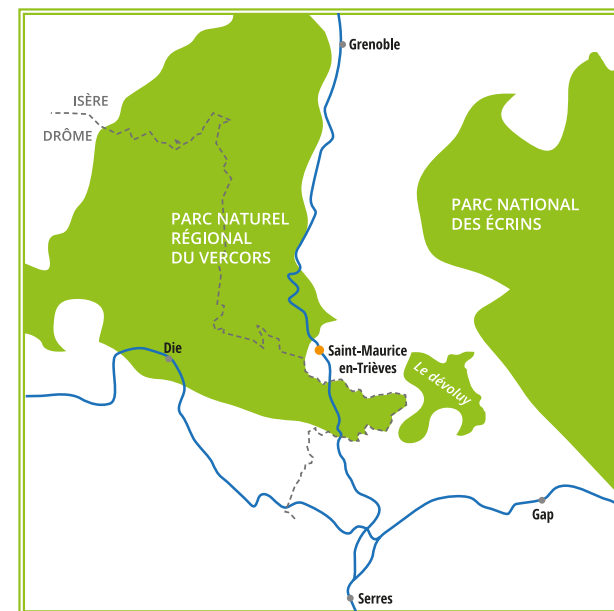 Grenoble
ISÈRE
DRÔME
PARC NATUREL
RÉGIONAL
DU VERCORS
PARC NATIONAL
DES ÉCRINS
Die
Saint-Maurice
en-Trièves
Le dévoluy
Gap
Serres